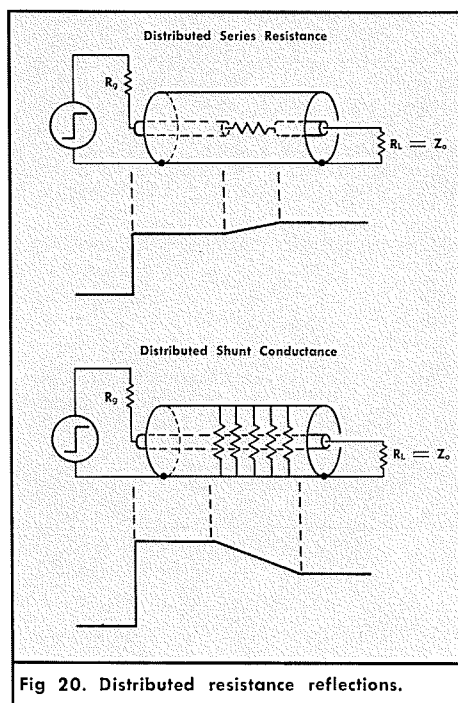 Distributed Series Resistance
Rg
RL = Zo
Distributed Shunt Conductance
Rg
RL = Zo
Fig 20. Distributed resistance reflections.